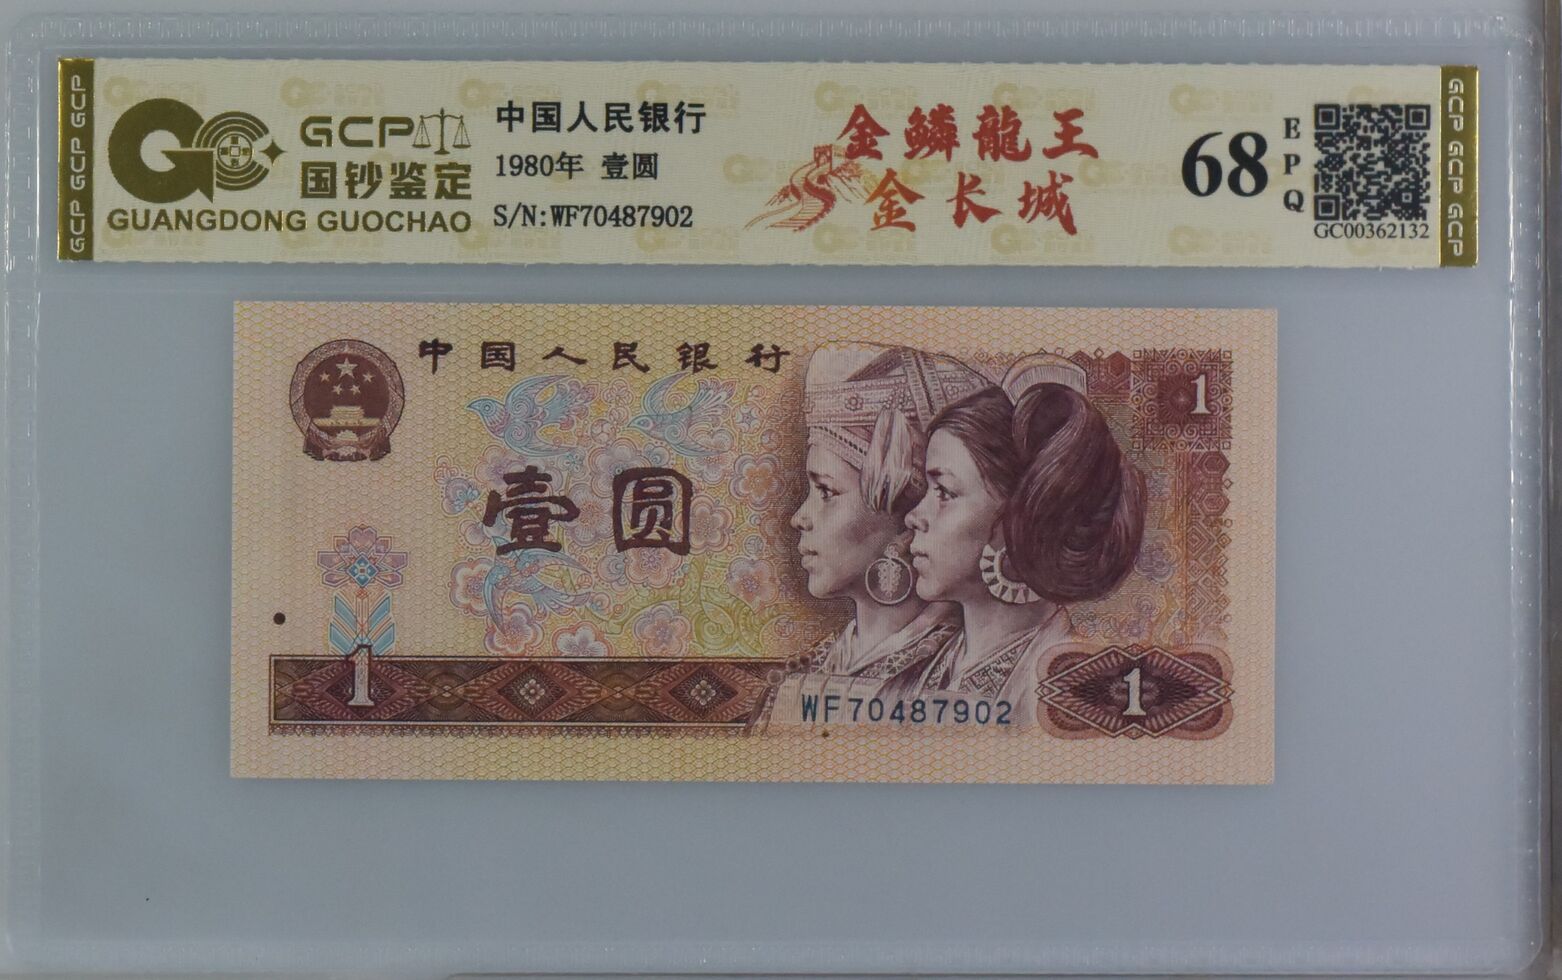 GCP GCP GCP
GCP
国钞鉴定
GUANGDONG GUOCHAO
中国人民银行
1980年 壹圆
S/N:WF70487902
金鳞龍王
金长城
68
EPQ
GC00362132
GCP GCP GCP
中国人民银行
1
壹圆
1
WF70487902
1